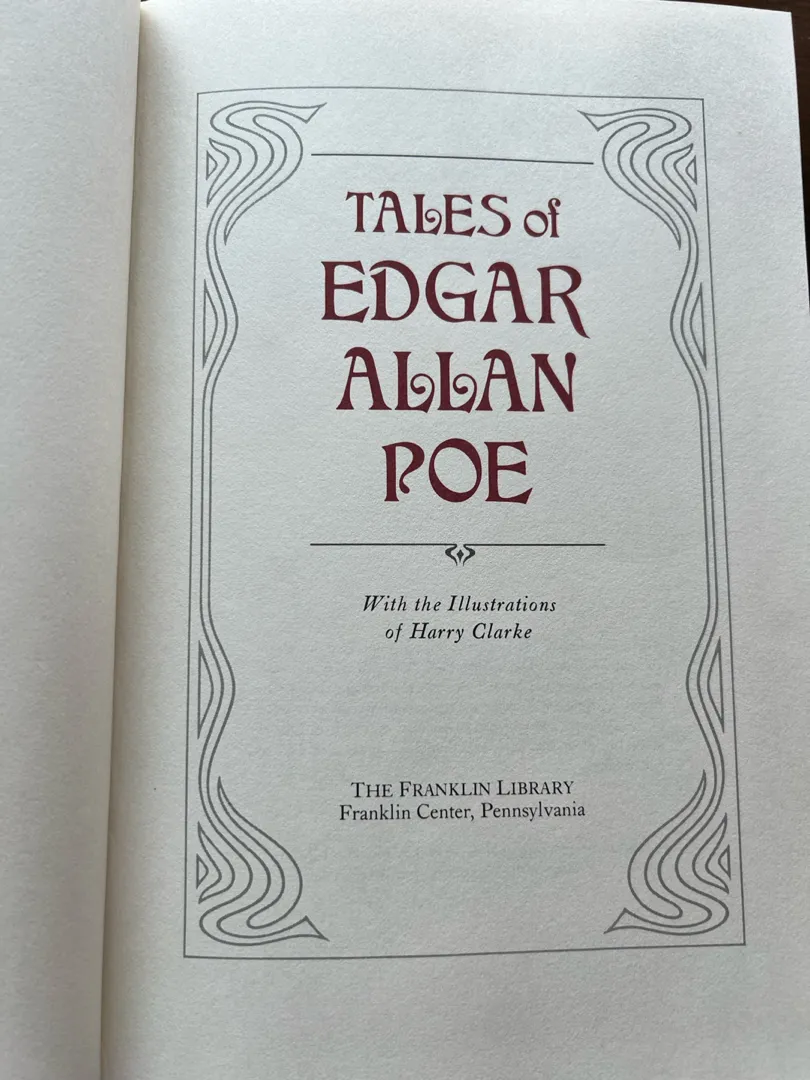 TALES of
EDGAR
ALLAN
POE
With the Illustrations
of Harry Clarke
THE FRANKLIN LIBRARY
Franklin Center, Pennsylvania